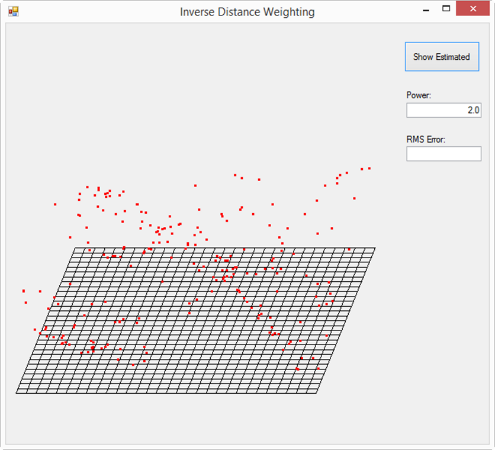 Inverse Distance Weighting
Show Estimated
Power:
2.0
RMS Error: